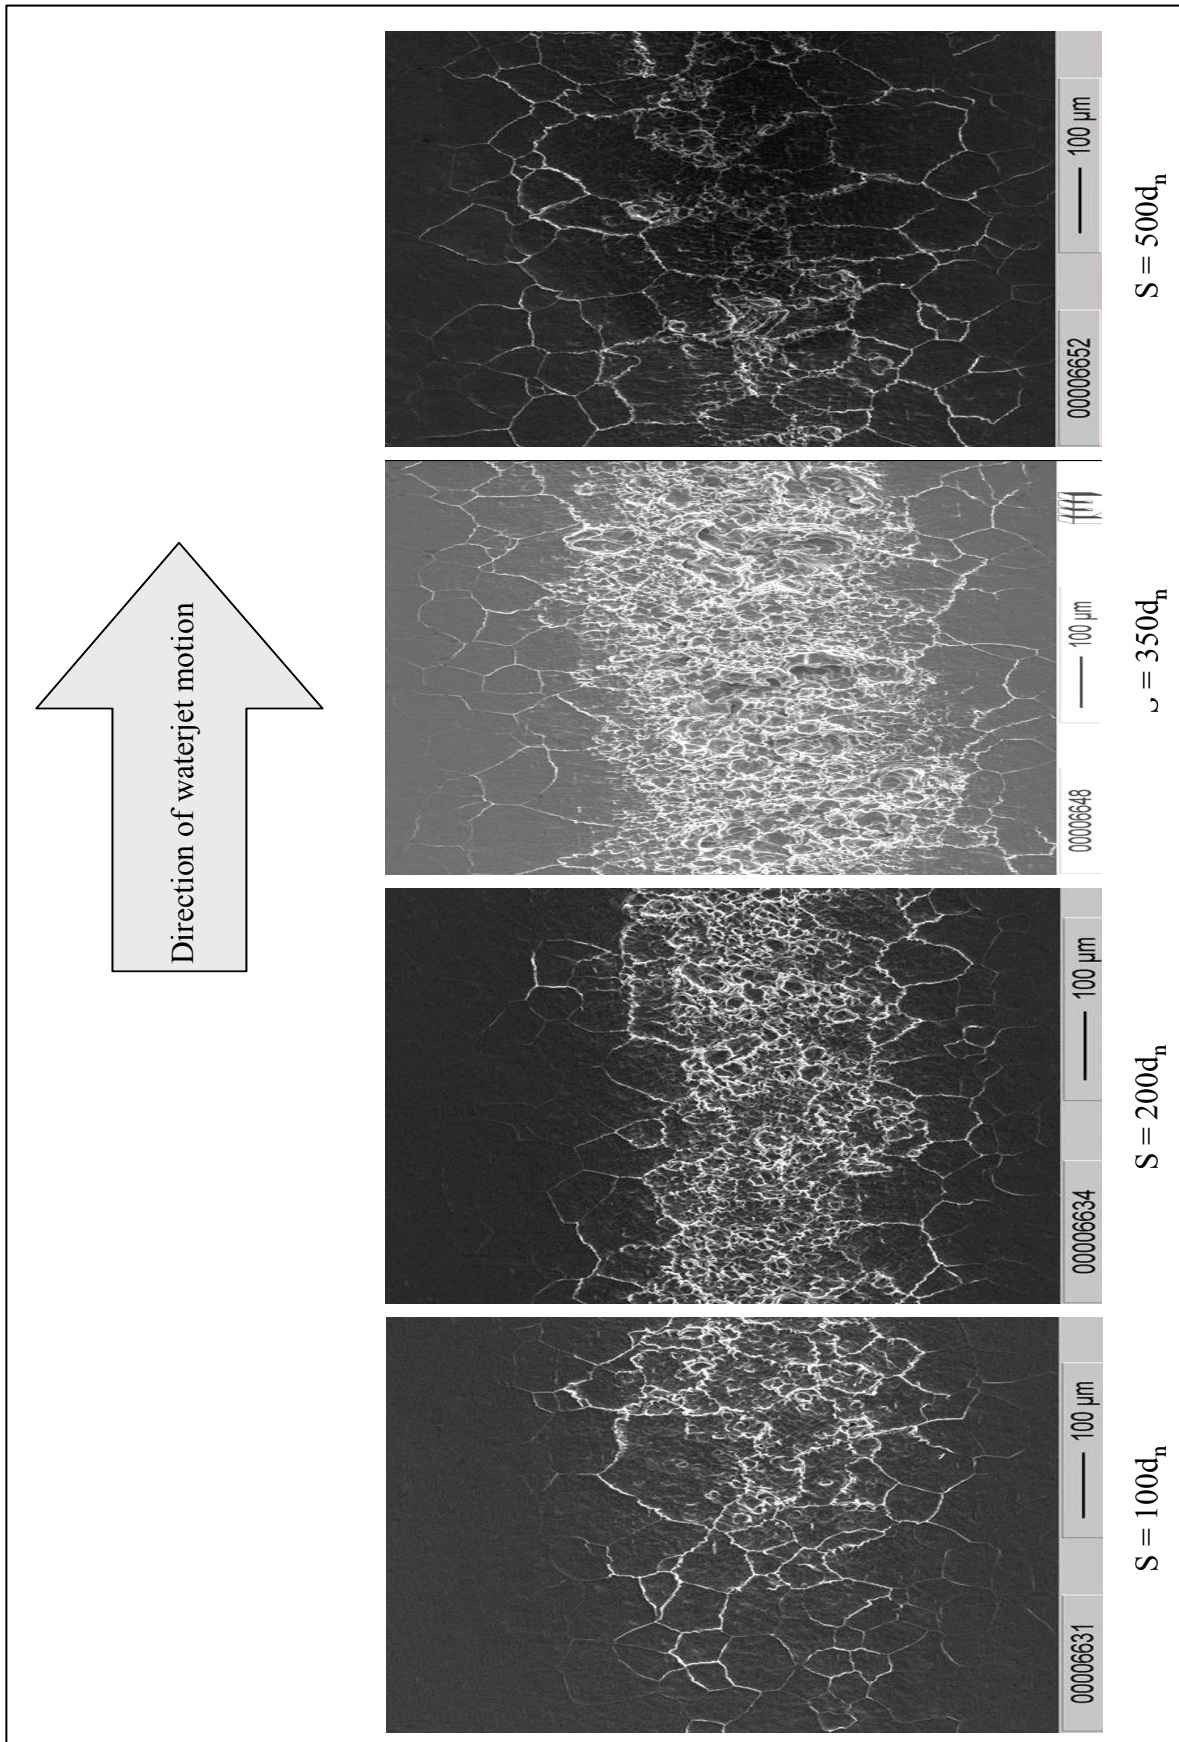 Direction of waterjet motion
00006631 100 µm 00006634 100 µm 00006648 100 µm 00006652 100 µm
S = 100dₙ S = 200dₙ = 350dₙ S = 500dₙ